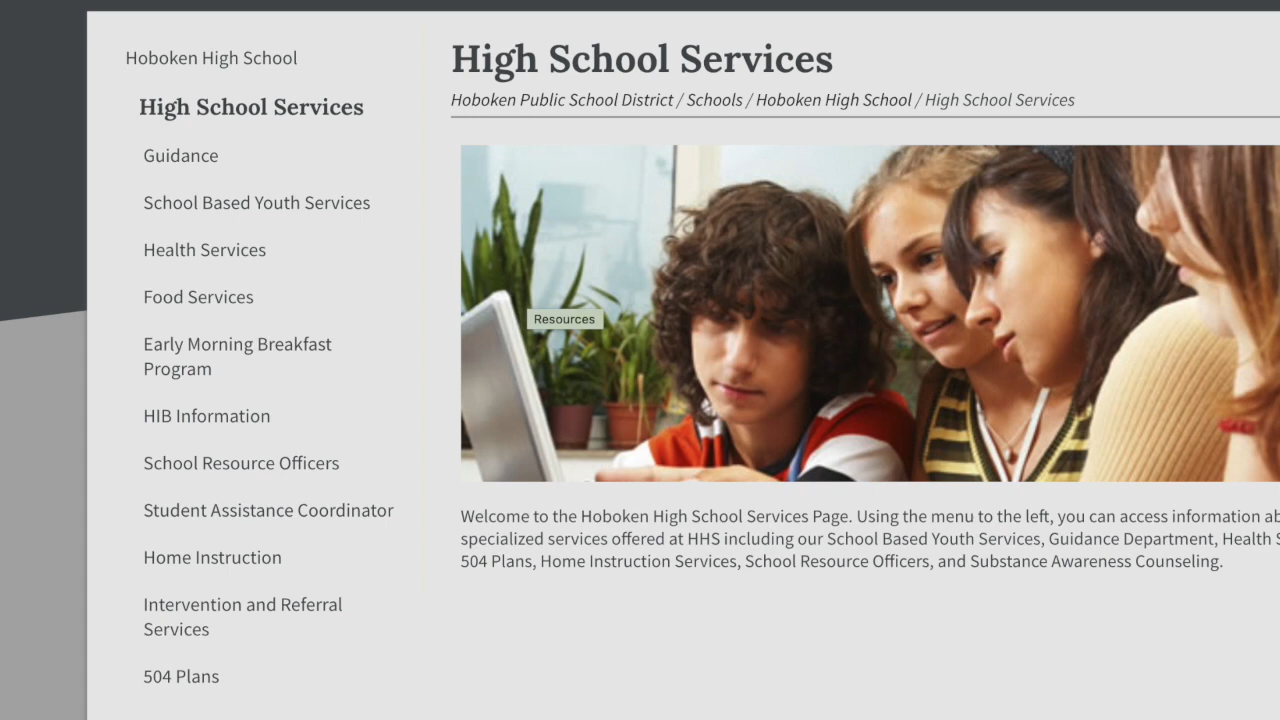 Hoboken High School
High School Services
Guidance
School Based Youth Services
Health Services
Food Services
Early Morning Breakfast
Program
HIB Information
School Resource Officers
Student Assistance Coordinator
Home Instruction
Intervention and Referral
Services
504 Plans
High School Services
Hoboken Public School District / Schools / Hoboken High School / High School Services
Resources
Welcome to the Hoboken High School Services Page. Using the menu to the left, you can access information
specialized services offered at HHS including our School Based Youth Services, Guidance Department, Health
504 Plans, Home Instruction Services, School Resource Officers, and Substance Awareness Counseling.